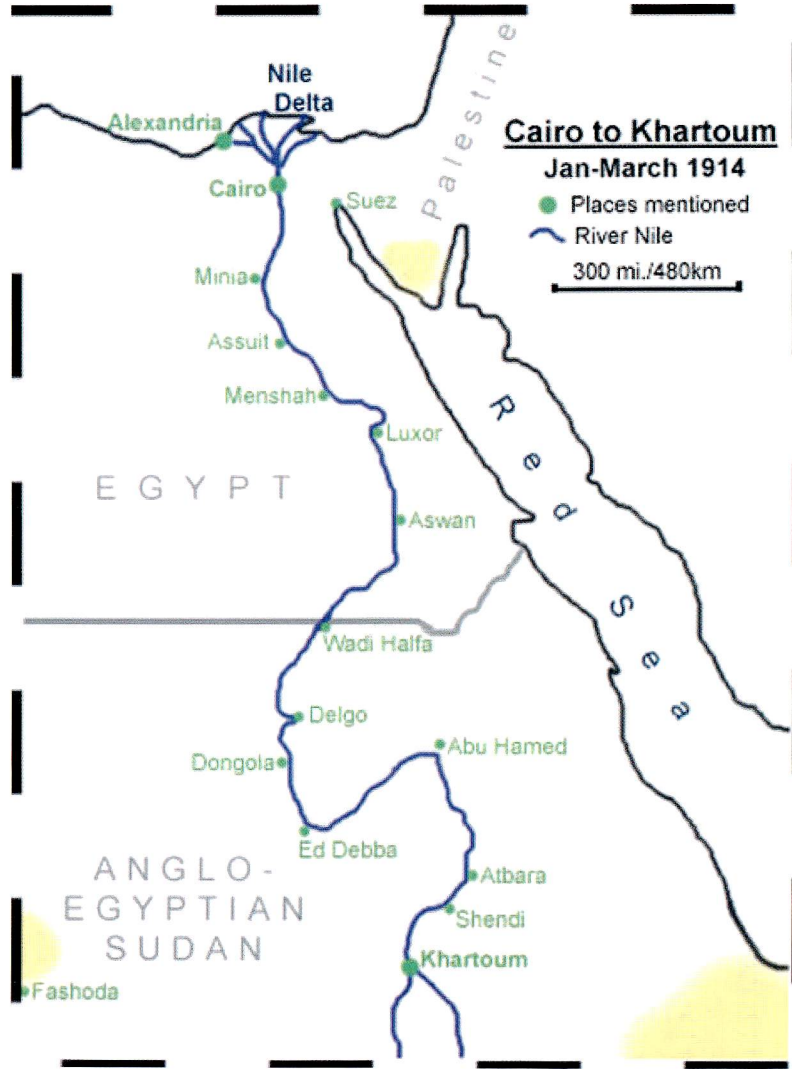 Nile
Delta
Alexandria
Palestine
Cairo to Khartoum
Jan-March 1914
Places mentioned
River Nile
300 mi./480km
Cairo
Suez
Minia
Assuit
Menshah
Luxor
Red Sea
EGYPT
Aswan
Wadi Halfa
Delgo
Abu Hamed
Dongola
Ed Debba
ANGLO-
EGYPTIAN
SUDAN
Atbara
Shendi
Khartoum
Fashoda